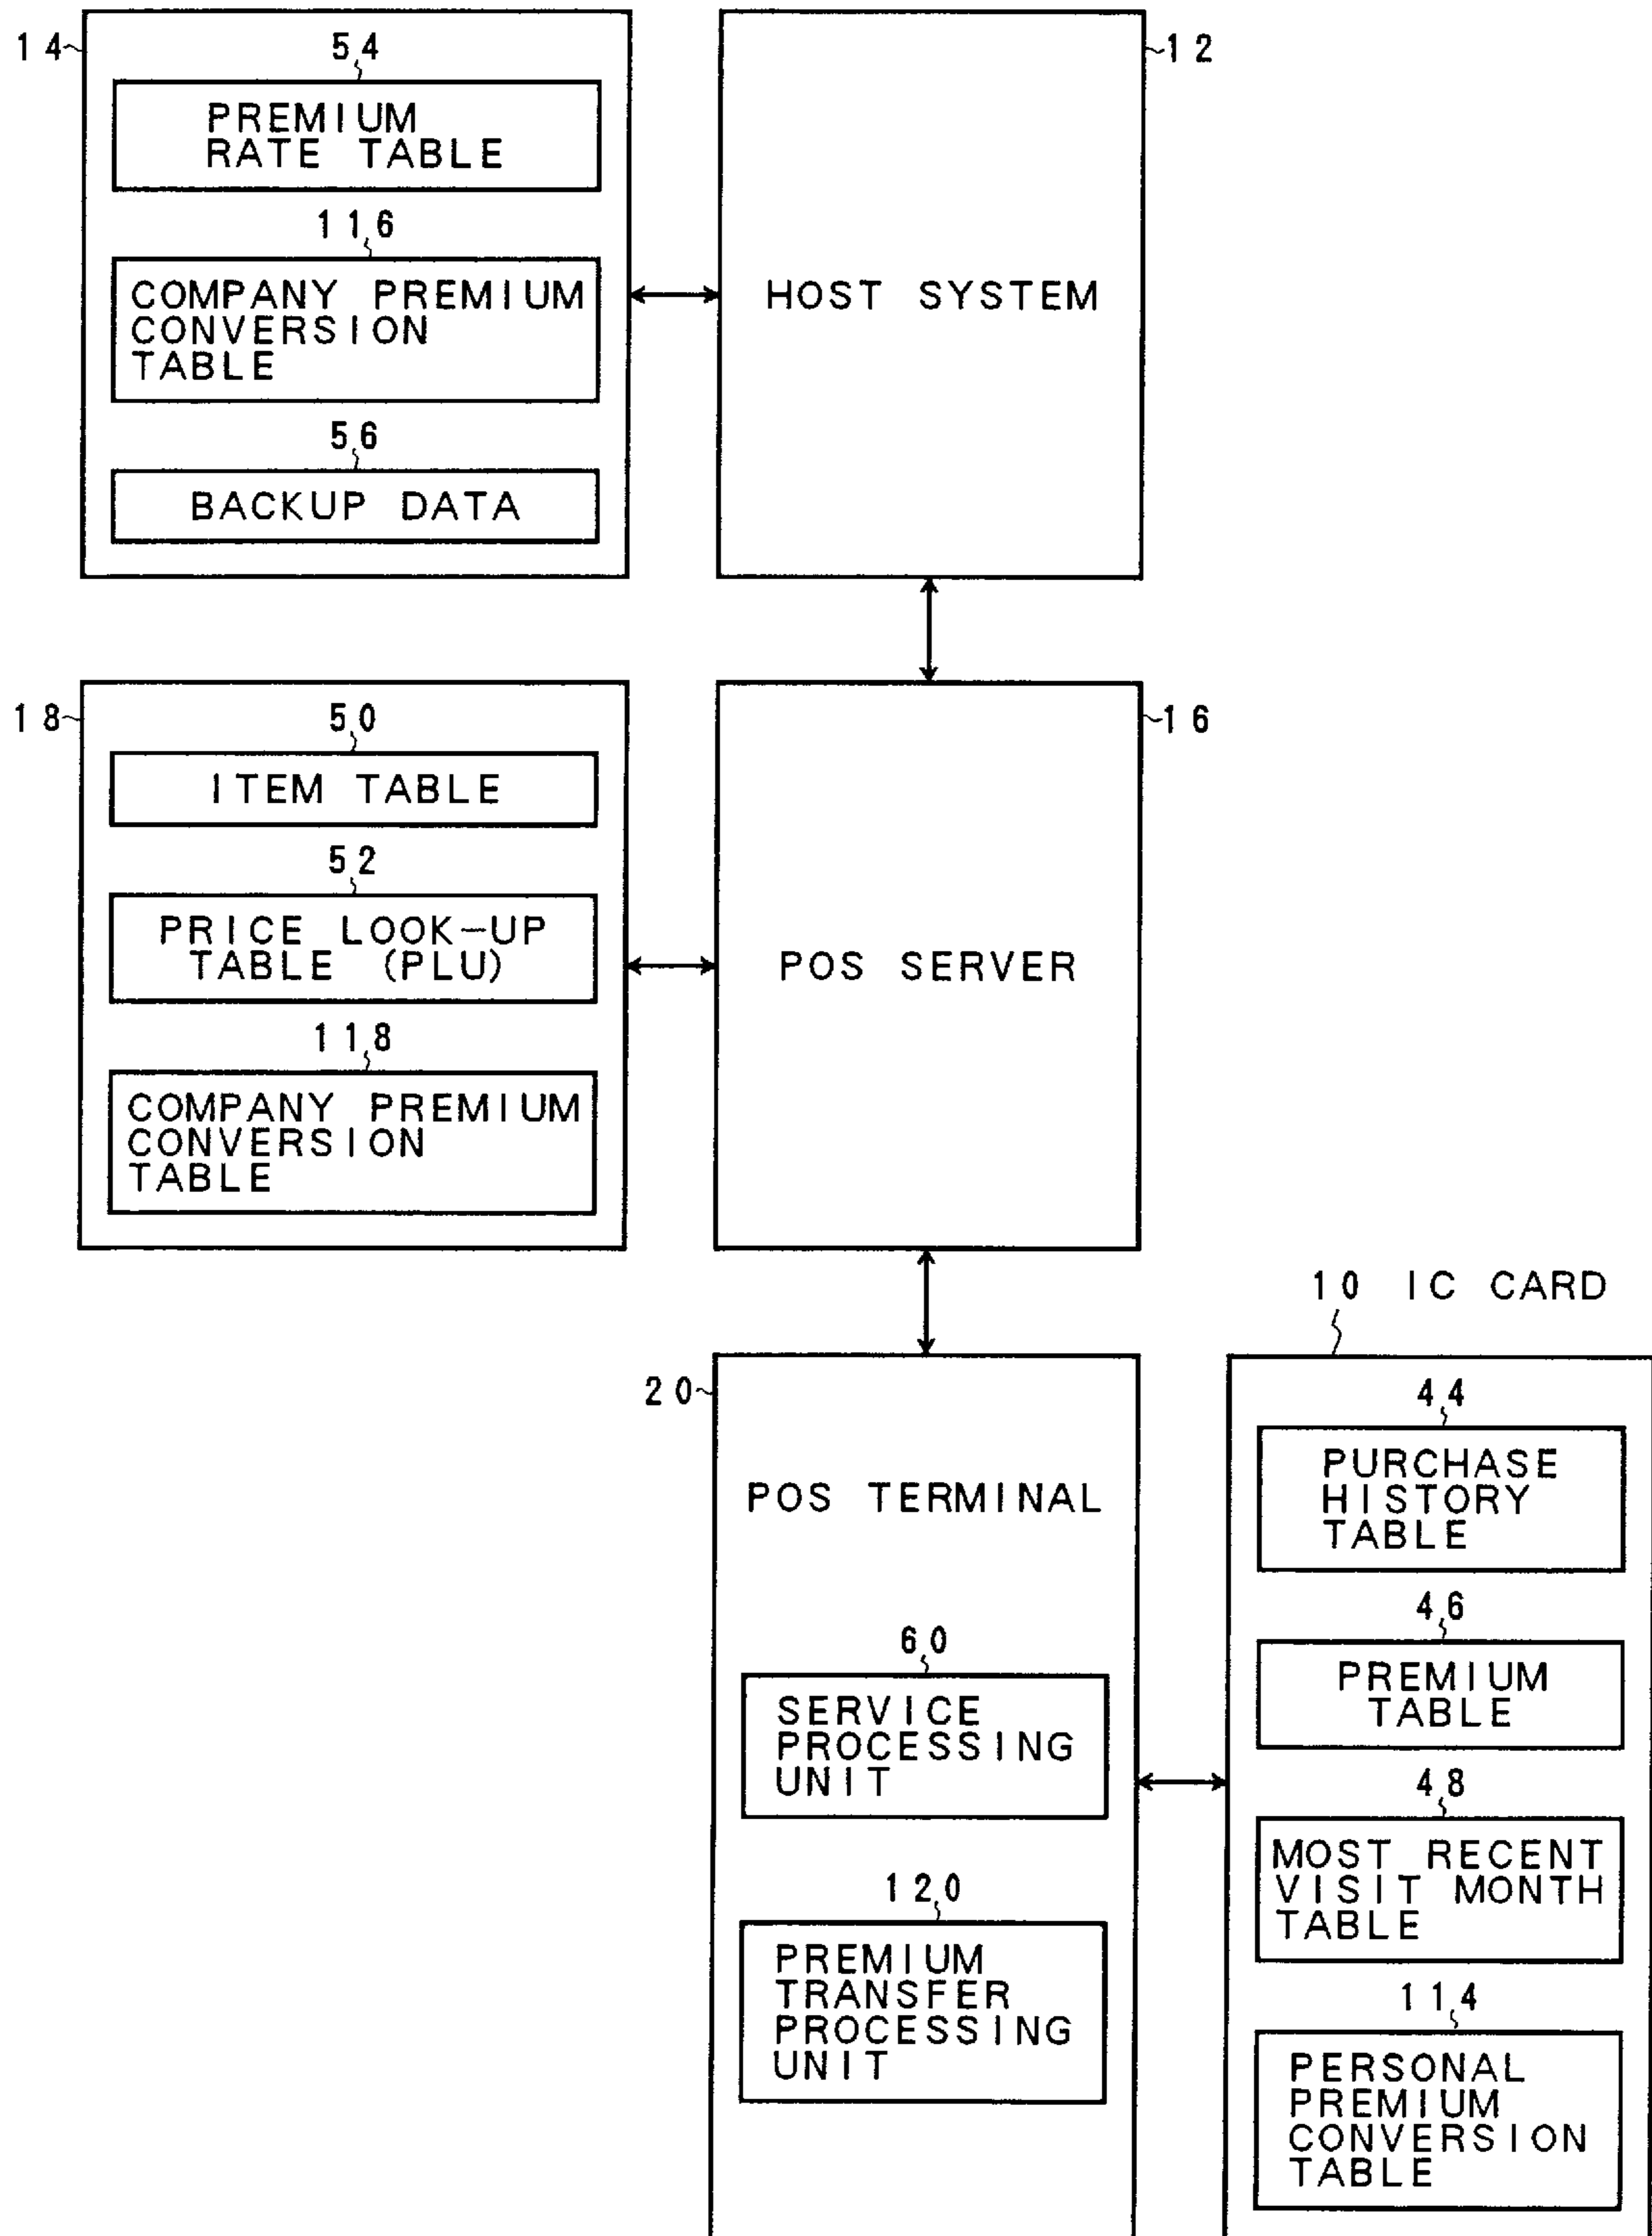 14
54
PREMIUM
RATE TABLE
116
COMPANY PREMIUM
CONVERSION
TABLE
56
BACKUP DATA
12
HOST SYSTEM
18
50
ITEM TABLE
52
PRICE LOOK-UP
TABLE (PLU)
118
COMPANY PREMIUM
CONVERSION
TABLE
16
POS SERVER
20
POS TERMINAL
60
SERVICE
PROCESSING
UNIT
120
PREMIUM
TRANSFER
PROCESSING
UNIT
10 IC CARD
44
PURCHASE
HISTORY
TABLE
46
PREMIUM
TABLE
48
MOST RECENT
VISIT MONTH
TABLE
114
PERSONAL
PREMIUM
CONVERSION
TABLE